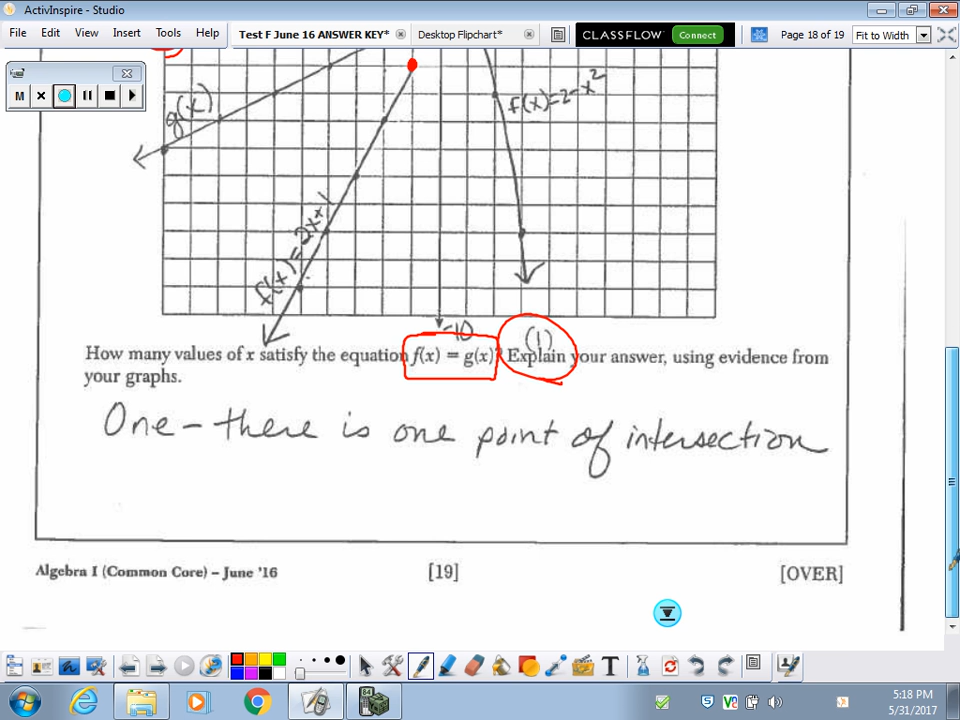 ActivInspire - Studio
File Edit View Insert Tools Help
Test F June 16 ANSWER KEY*
Desktop Flipchart*
CLASSFLOW Connect
Page 18 of 19
Fit to Width
M
g(x)
f(x)=2-x²
f(x)=2x+1
-10
(1)
How many values of x satisfy the equation f(x) = g(x)? Explain your answer, using evidence from
your graphs.
One - there is one point of intersection
Algebra I (Common Core) – June '16 [19] [OVER]
T
84
5:18 PM
5/31/2017